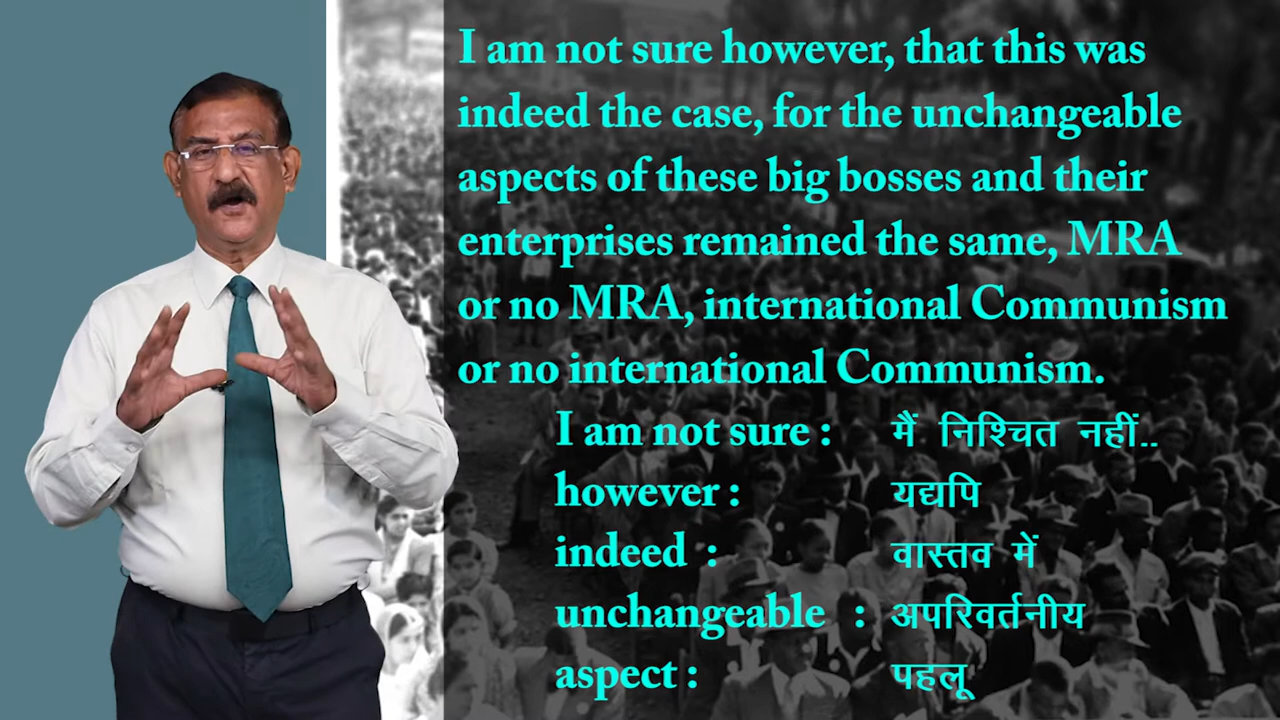 I am not sure however, that this was
indeed the case, for the unchangeable
aspects of these big bosses and their
enterprises remained the same, MRA
or no MRA, international Communism
or no international Communism.
I am not sure : मैं निश्चित नहीं..
however : यद्यपि
indeed : वास्तव में
unchangeable : अपरिवर्तनीय
aspect : पहलू